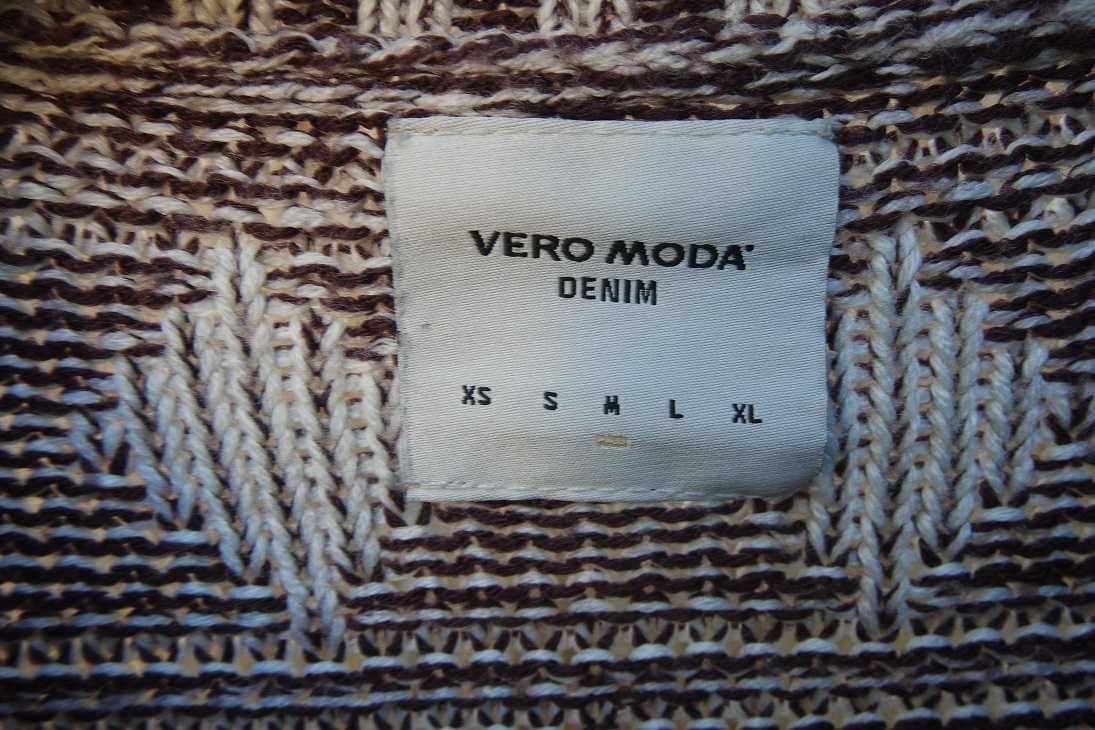 VERO MODA
DENIM
XS S M L XL